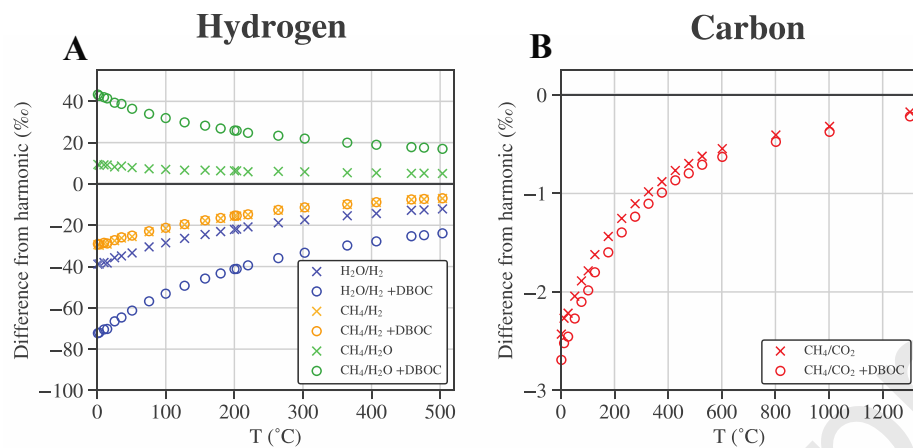 Hydrogen
A
Difference from harmonic (‰)
40
20
0
−20
−40
−60
−80
−100
H₂O/H₂
H₂O/H₂ +DBOC
CH₄/H₂
CH₄/H₂ +DBOC
CH₄/H₂O
CH₄/H₂O +DBOC
0 100 200 300 400 500
T (˚C)
Carbon
B
Difference from harmonic (‰)
0
−1
−2
−3
CH₄/CO₂
CH₄/CO₂ +DBOC
0 200 400 600 800 1000 1200
T (˚C)